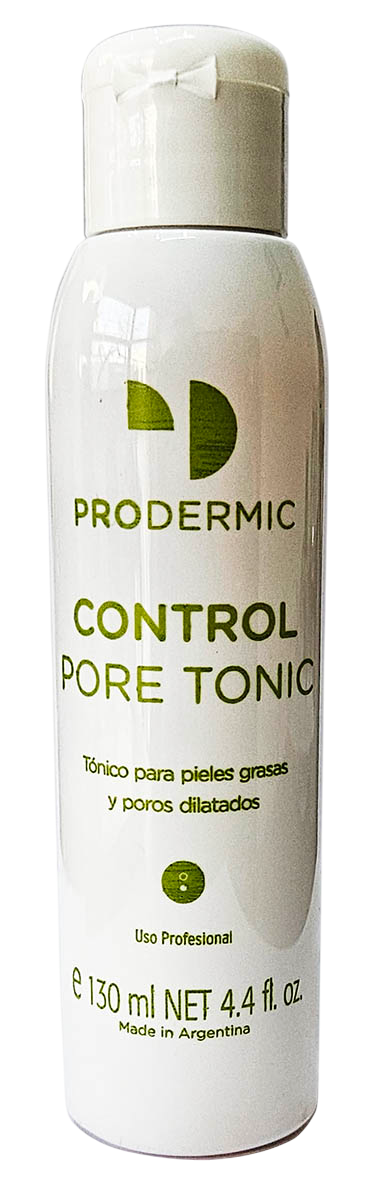 PRODERMIC
CONTROL
PORE TONIC
Tónico para pieles grasas
y poros dilatados
Uso Profesional
e 130 ml NET 4.4 fl. oz.
Made in Argentina